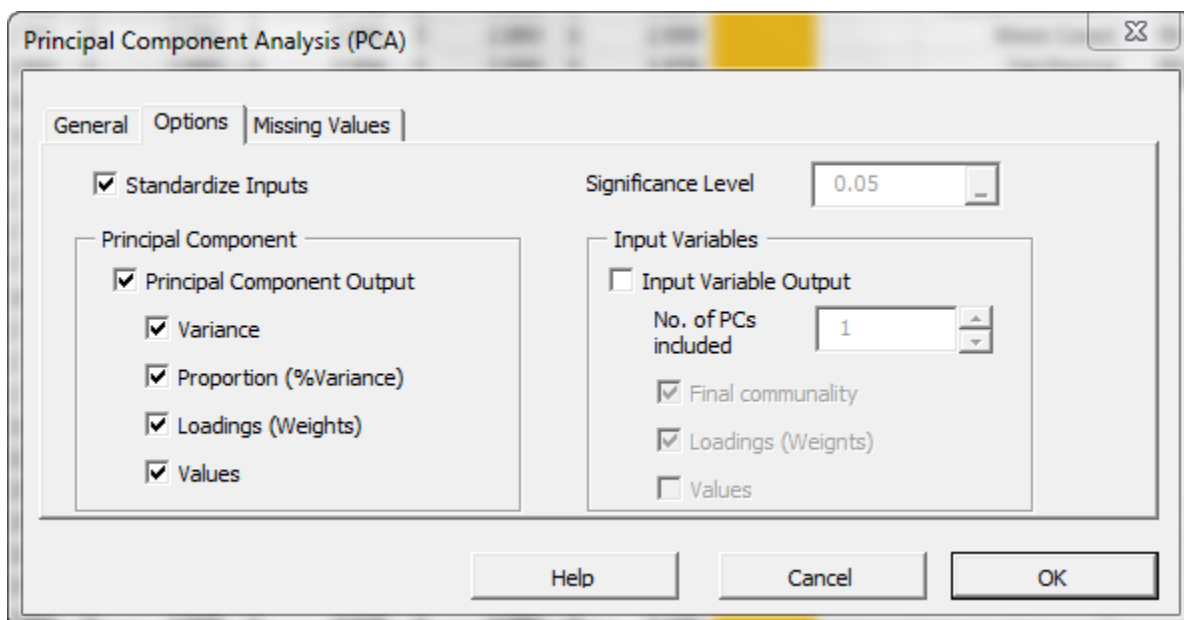 Principal Component Analysis (PCA)
General Options Missing Values
Standardize Inputs
Significance Level 0.05
Principal Component
Principal Component Output
Variance
Proportion (%Variance)
Loadings (Weights)
Values
Input Variables
Input Variable Output
No. of PCs
included
1
Final communality
Loadings (Weignts)
Values
Help Cancel OK